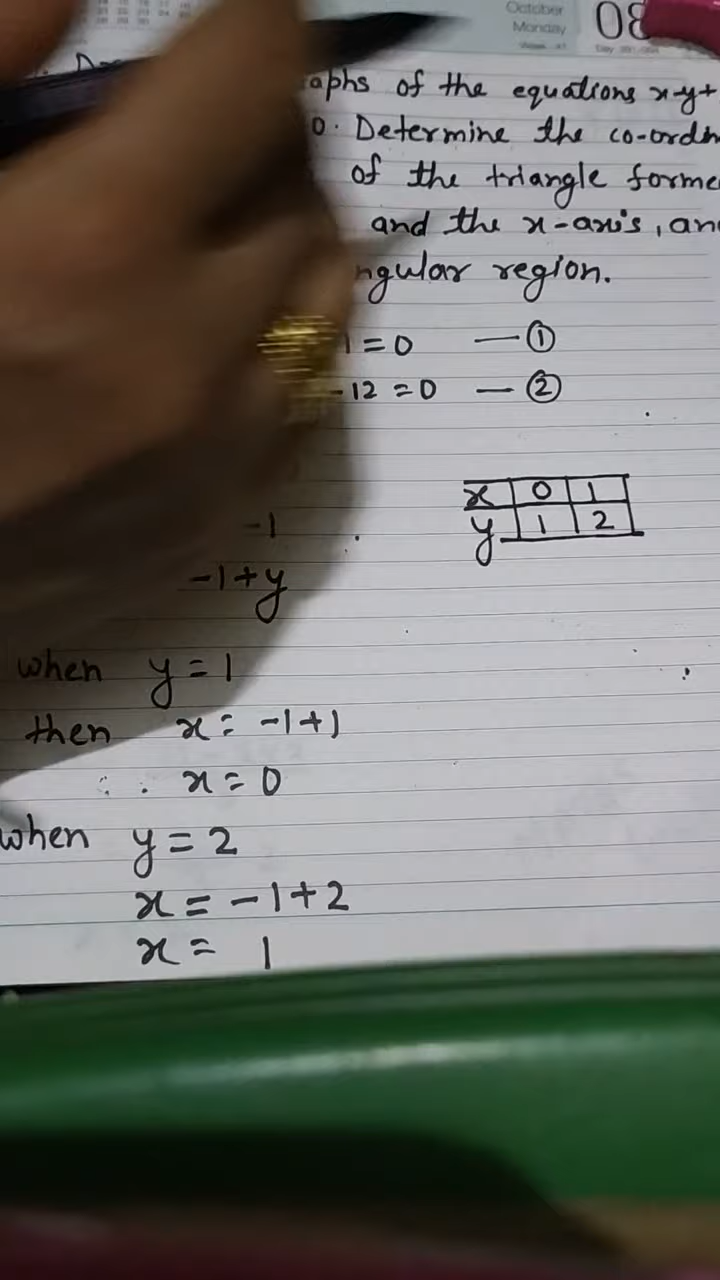 October
Monday
08
aphs of the equations x-y+
0. Determine the co-ordin
of the triangle forme
and the x-axis, an
ngular region.
1 = 0 — ①
-12 = 0 — ②
x 0 1
y 1 2
-1
-1+y
when y = 1
then x = -1+1
∴ x = 0
when y = 2
x = -1+2
x = 1